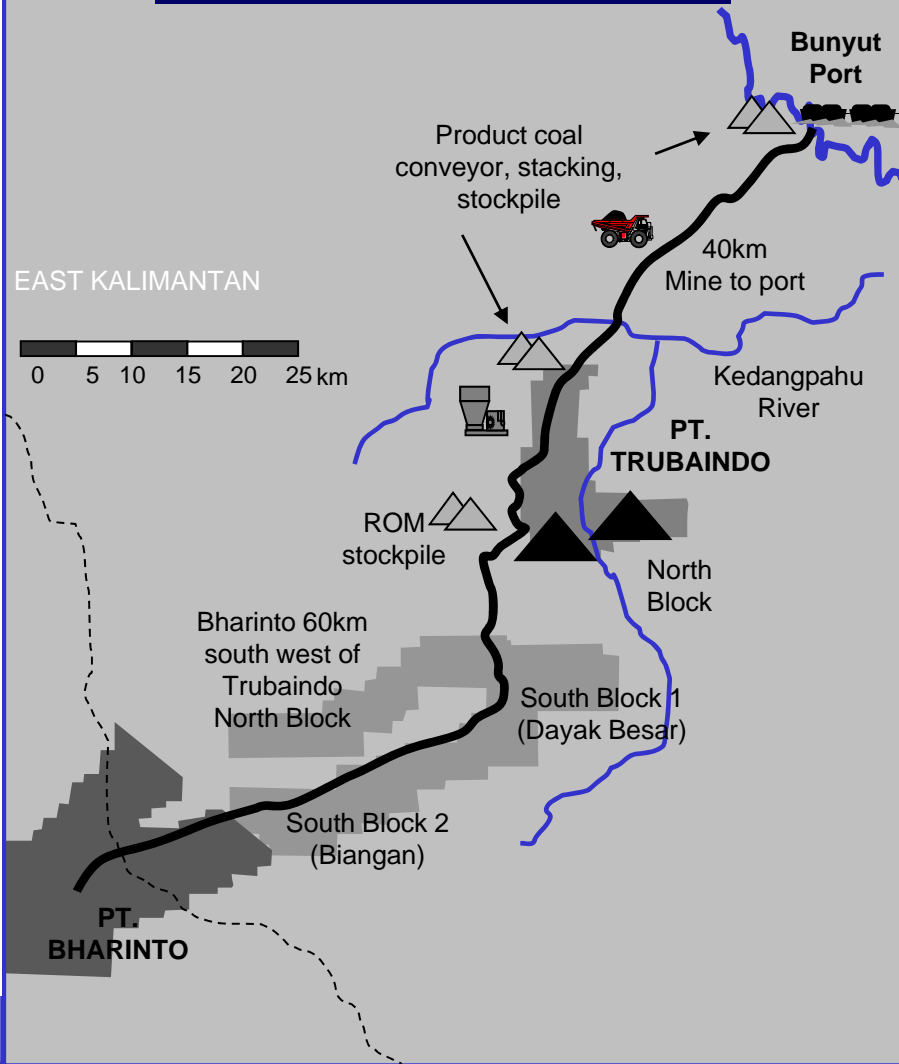 Bunyut
Port
Product coal
conveyor, stacking,
stockpile
40km
Mine to port
EAST KALIMANTAN
0 5 10 15 20 25 km
Kedangpahu
River
PT.
TRUBAINDO
ROM
stockpile
North
Block
Bharinto 60km
south west of
Trubaindo
North Block
South Block 1
(Dayak Besar)
South Block 2
(Biangan)
PT.
BHARINTO